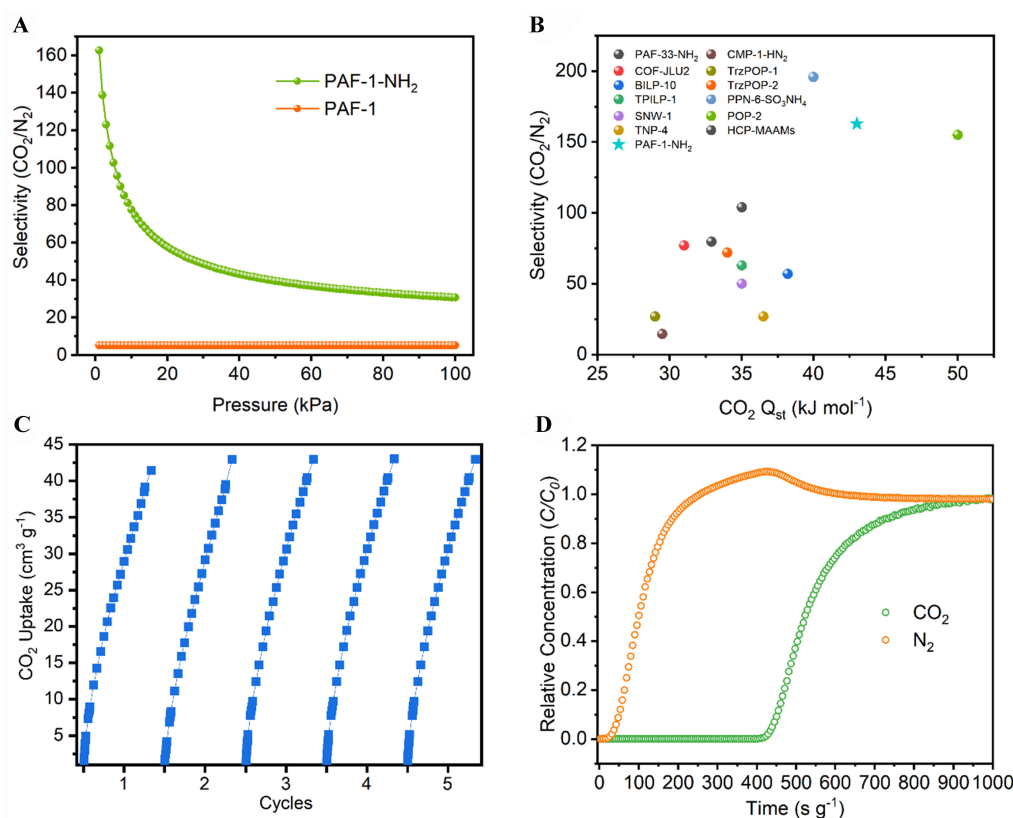 A
Selectivity (CO₂/N₂)
180
160
140
120
100
80
60
40
20
0
PAF-1-NH₂
PAF-1
0 20 40 60 80 100
Pressure (kPa)
B
Selectivity (CO₂/N₂)
200
150
100
50
0
PAF-33-NH₂ CMP-1-HN₂
COF-JLU2 TrzPOP-1
BILP-10 TrzPOP-2
TPILP-1 PPN-6-SO₃NH₄
SNW-1 POP-2
TNP-4 HCP-MAAMs
PAF-1-NH₂
25 30 35 40 45 50
CO₂ Qst (kJ mol⁻¹)
C
CO₂ Uptake (cm³ g⁻¹)
45
40
35
30
25
20
15
10
5
1 2 3 4 5
Cycles
D
Relative Concentration (C/C₀)
1.2
1.0
0.8
0.6
0.4
0.2
0.0
CO₂
N₂
0 100 200 300 400 500 600 700 800 900 1000
Time (s g⁻¹)